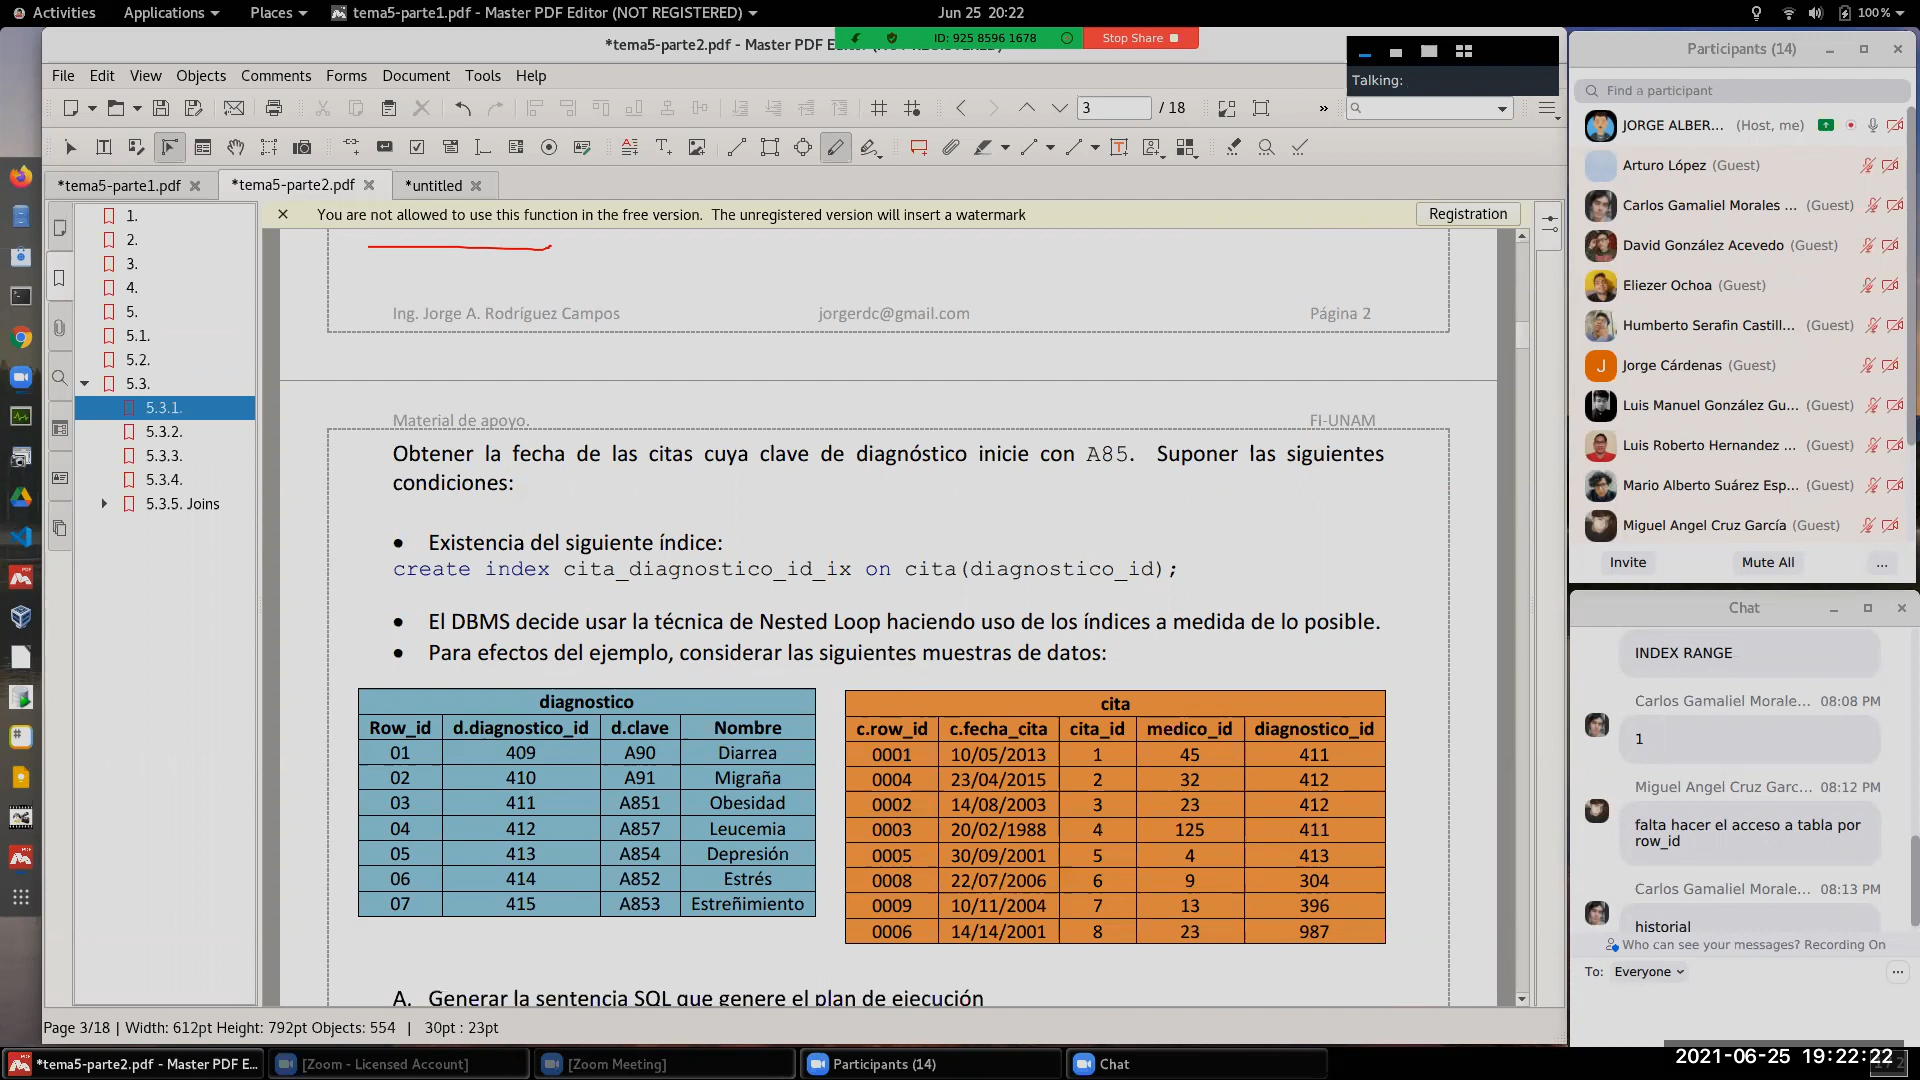 Activities
Applications
Places
tema5-parte1.pdf - Master PDF Editor (NOT REGISTERED)
Jun 25 20:22
100%
*tema5-parte2.pdf - Master PDF E
ID: 925 8596 1678
Stop Share
Talking:
File Edit View Objects Comments Forms Document Tools Help
3 / 18
*tema5-parte1.pdf
*tema5-parte2.pdf
*untitled
You are not allowed to use this function in the free version. The unregistered version will insert a watermark
Registration
1.
2.
3.
4.
5.
5.1.
5.2.
5.3.
5.3.1.
5.3.2.
5.3.3.
5.3.4.
5.3.5. Joins
Ing. Jorge A. Rodríguez Campos jorgerdc@gmail.com Página 2
Material de apoyo. FI-UNAM
Obtener la fecha de las citas cuya clave de diagnóstico inicie con A85. Suponer las siguientes
condiciones:
• Existencia del siguiente índice:
create index cita_diagnostico_id_ix on cita(diagnostico_id);
• El DBMS decide usar la técnica de Nested Loop haciendo uso de los índices a medida de lo posible.
• Para efectos del ejemplo, considerar las siguientes muestras de datos:
diagnostico
Row_id d.diagnostico_id d.clave Nombre
01 409 A90 Diarrea
02 410 A91 Migraña
03 411 A851 Obesidad
04 412 A857 Leucemia
05 413 A854 Depresión
06 414 A852 Estrés
07 415 A853 Estreñimiento
cita
c.row_id c.fecha_cita cita_id medico_id diagnostico_id
0001 10/05/2013 1 45 411
0004 23/04/2015 2 32 412
0002 14/08/2003 3 23 412
0003 20/02/1988 4 125 411
0005 30/09/2001 5 4 413
0008 22/07/2006 6 9 304
0009 10/11/2004 7 13 396
0006 14/14/2001 8 23 987
A. Generar la sentencia SQL que genere el plan de ejecución
Page 3/18 | Width: 612pt Height: 792pt Objects: 554 | 30pt : 23pt
Participants (14)
Find a participant
JORGE ALBER... (Host, me)
Arturo López (Guest)
Carlos Gamaliel Morales ... (Guest)
David González Acevedo (Guest)
Eliezer Ochoa (Guest)
Humberto Serafin Castill... (Guest)
J Jorge Cárdenas (Guest)
Luis Manuel González Gu... (Guest)
Luis Roberto Hernandez ... (Guest)
Mario Alberto Suárez Esp... (Guest)
Miguel Angel Cruz García (Guest)
Invite Mute All ...
Chat
INDEX RANGE
Carlos Gamaliel Morale... 08:08 PM
1
Miguel Angel Cruz Garc... 08:12 PM
falta hacer el acceso a tabla por
row_id
Carlos Gamaliel Morale... 08:13 PM
historial
Who can see your messages? Recording On
To: Everyone
*tema5-parte2.pdf - Master PDF E...
[Zoom - Licensed Account]
[Zoom Meeting]
Participants (14)
Chat
2021-06-25 19:22:22